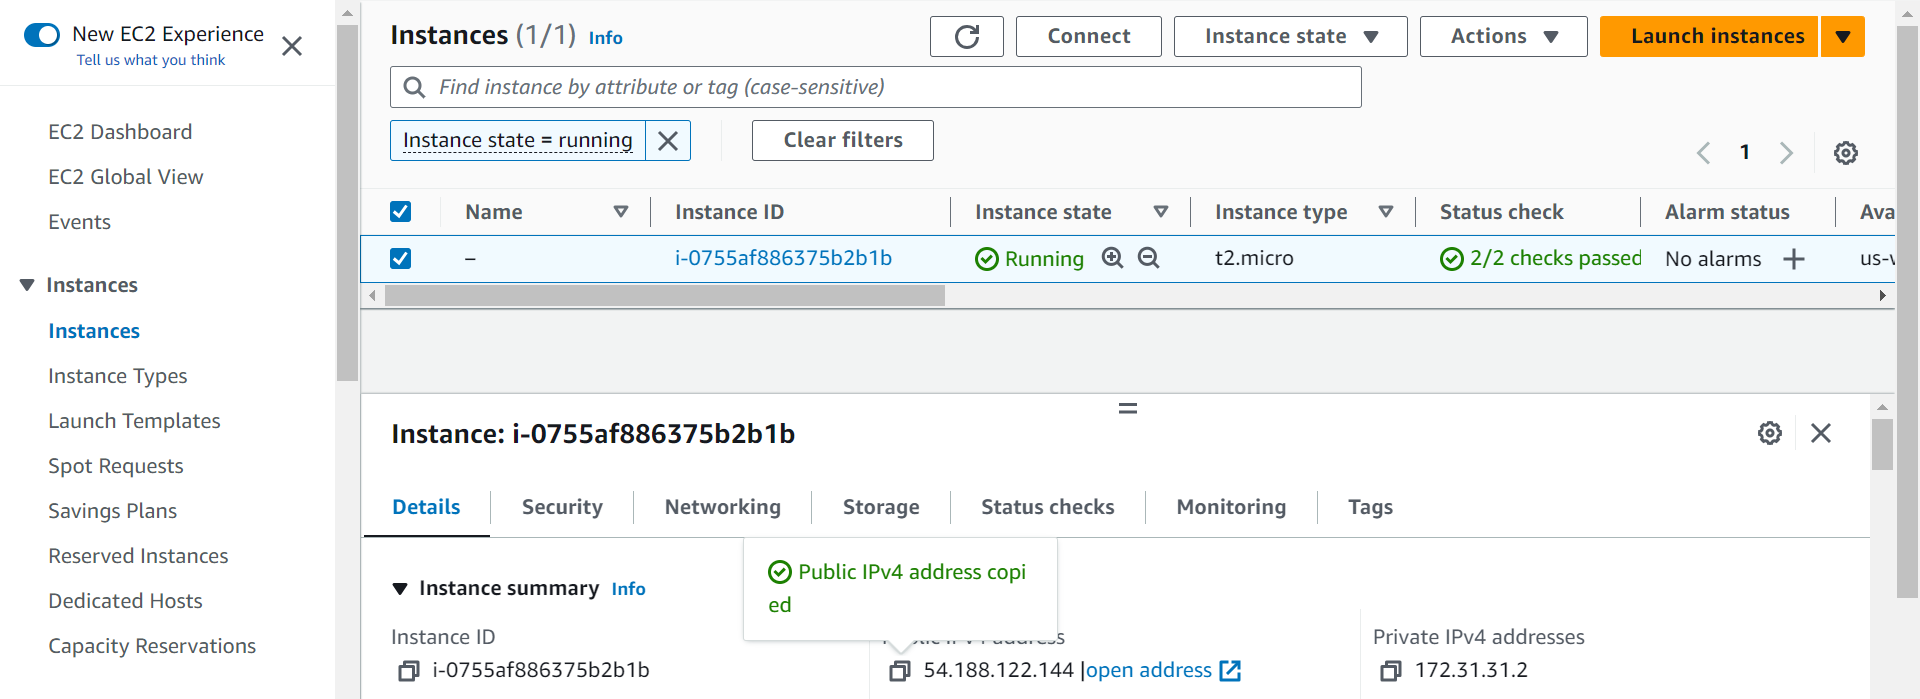 New EC2 Experience
Tell us what you think
EC2 Dashboard
EC2 Global View
Events
Instances
Instances
Instance Types
Launch Templates
Spot Requests
Savings Plans
Reserved Instances
Dedicated Hosts
Capacity Reservations
Instances (1/1) Info
Connect
Instance state
Actions
Launch instances
Find instance by attribute or tag (case-sensitive)
Instance state = running
Clear filters
1
Name Instance ID Instance state Instance type Status check Alarm status Ava
– i-0755af886375b2b1b Running t2.micro 2/2 checks passed No alarms us-
Instance: i-0755af886375b2b1b
Details Security Networking Storage Status checks Monitoring Tags
Public IPv4 address copi
ed
Instance summary Info
Instance ID
i-0755af886375b2b1b
Public IPv4 address
54.188.122.144 |open address
Private IPv4 addresses
172.31.31.2